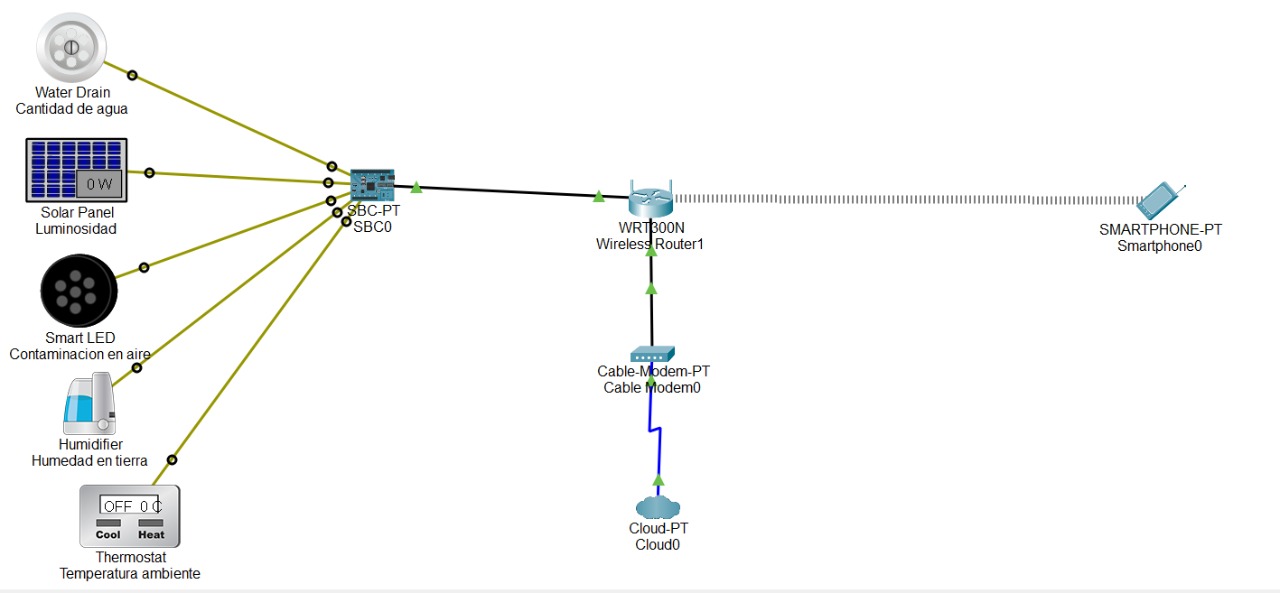 Water Drain
Cantidad de agua
0 W
Solar Panel
Luminosidad
Smart LED
Contaminacion en aire
Humidifier
Humedad en tierra
OFF 0 C
Cool Heat
Thermostat
Temperatura ambiente
SBC-PT
SBC0
WRT300N
Wireless Router1
Cable-Modem-PT
Cable Modem0
Cloud-PT
Cloud0
SMARTPHONE-PT
Smartphone0